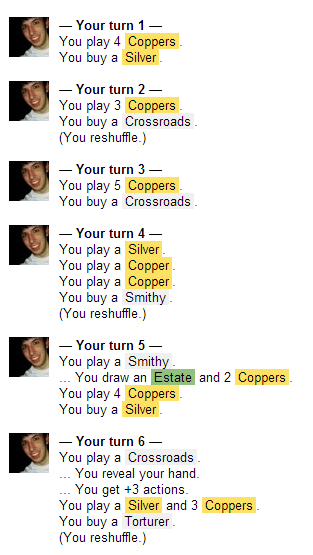 — Your turn 1 —
You play 4 Coppers.
You buy a Silver.
— Your turn 2 —
You play 3 Coppers.
You buy a Crossroads.
(You reshuffle.)
— Your turn 3 —
You play 5 Coppers.
You buy a Crossroads.
— Your turn 4 —
You play a Silver.
You play a Copper.
You play a Copper.
You buy a Smithy.
(You reshuffle.)
— Your turn 5 —
You play a Smithy.
... You draw an Estate and 2 Coppers.
You play 4 Coppers.
You buy a Silver.
— Your turn 6 —
You play a Crossroads.
... You reveal your hand.
... You get +3 actions.
You play a Silver and 3 Coppers.
You buy a Torturer.
(You reshuffle.)